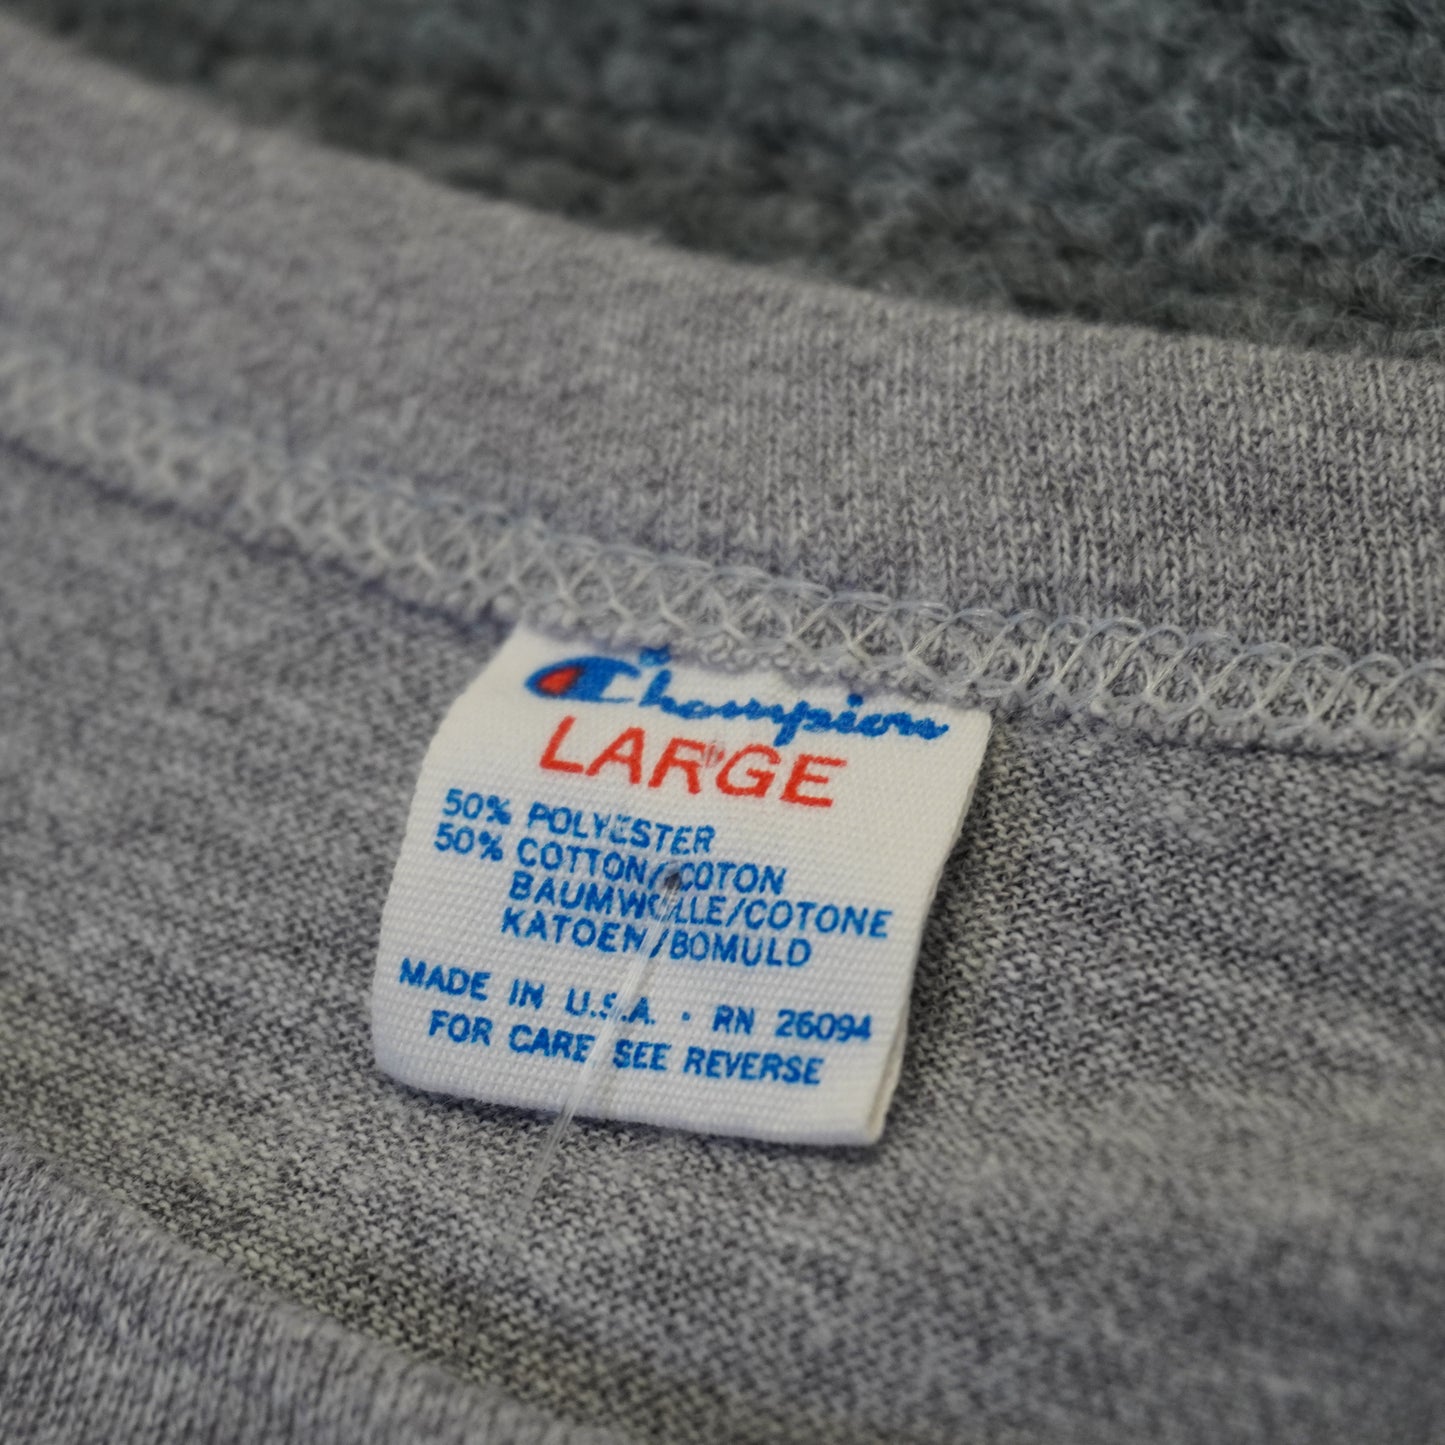 Champion
LARGE
50% POLYESTER
50% COTTON/COTON
BAUMWOLLE/COTONE
KATOEN/BOMULD
MADE IN U.S.A. · RN 26094
FOR CARE SEE REVERSE